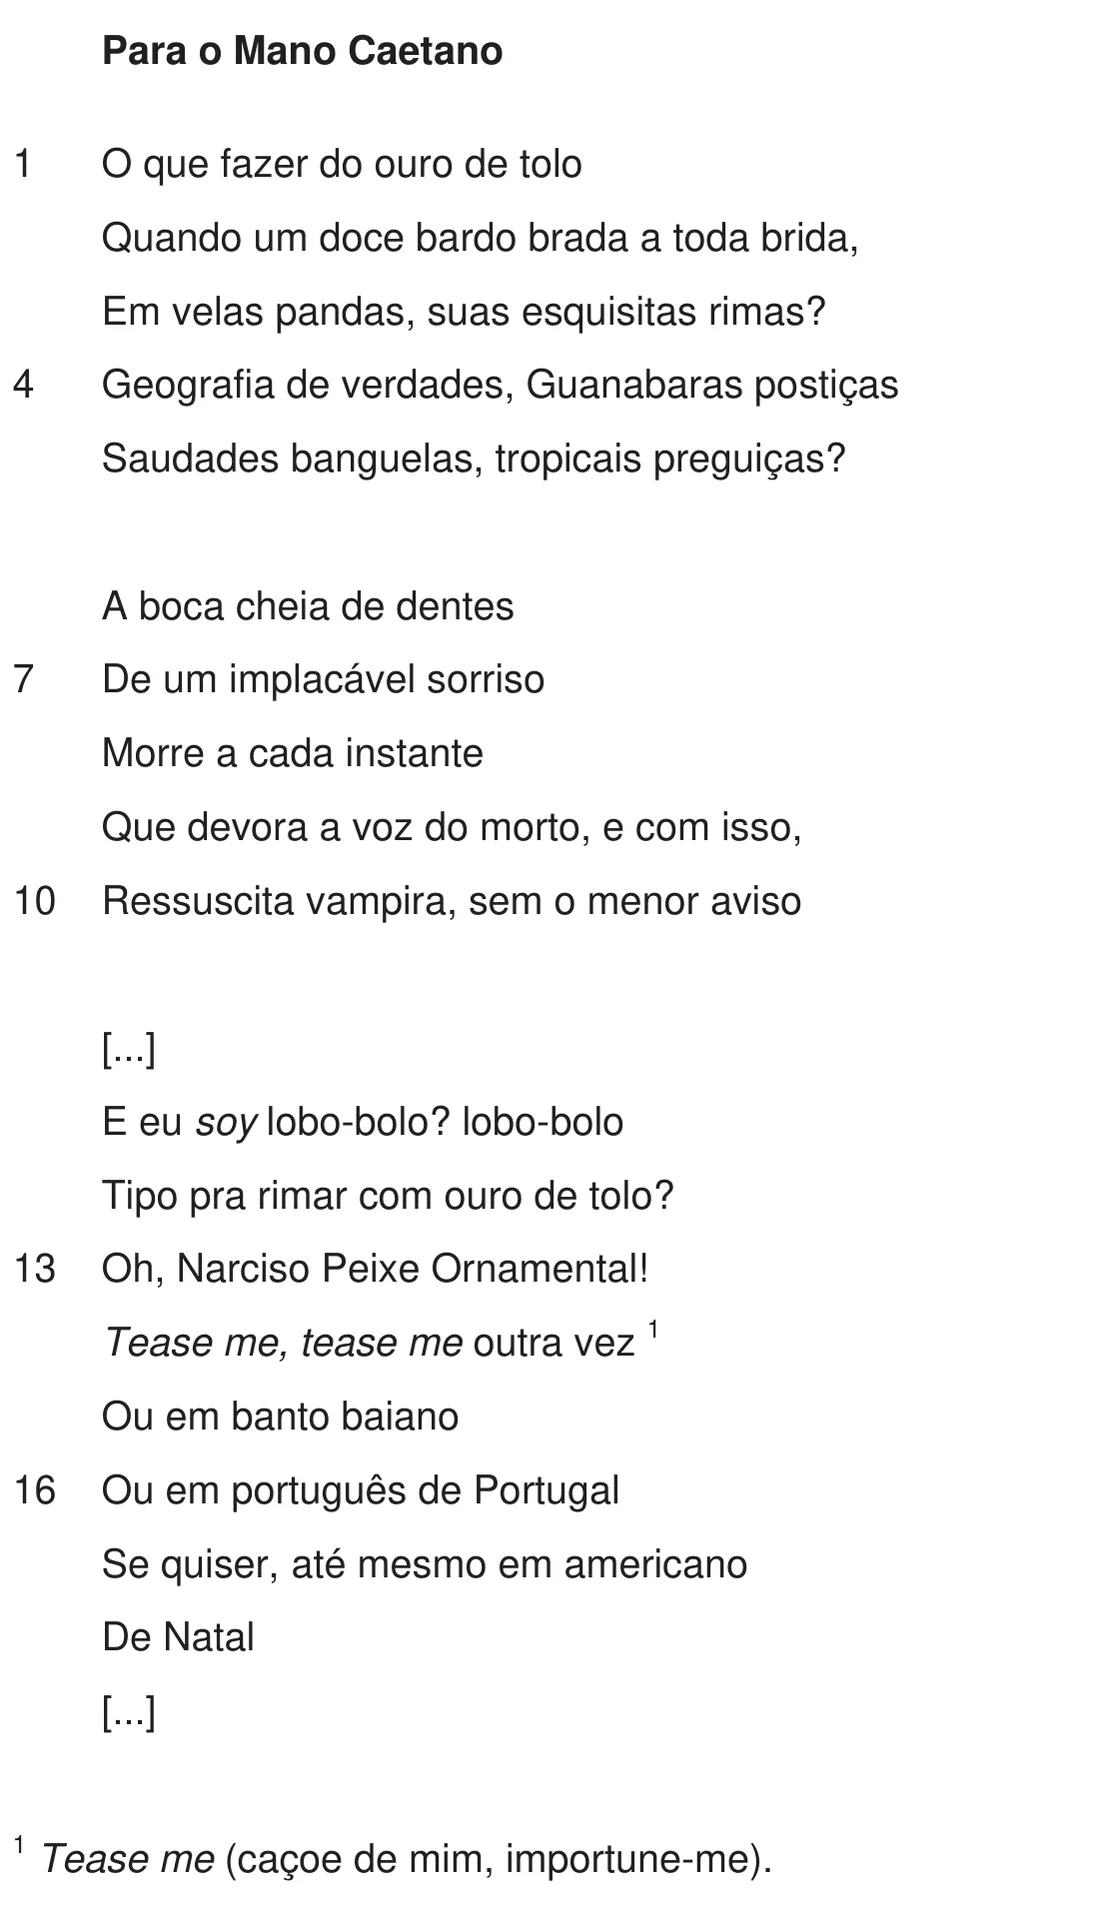 Para o Mano Caetano
1 O que fazer do ouro de tolo
Quando um doce bardo brada a toda brida,
Em velas pandas, suas esquisitas rimas?
4 Geografia de verdades, Guanabaras postiças
Saudades banguelas, tropicais preguiças?
A boca cheia de dentes
7 De um implacável sorriso
Morre a cada instante
Que devora a voz do morto, e com isso,
10 Ressuscita vampira, sem o menor aviso
[...]
E eu soy lobo-bolo? lobo-bolo
Tipo pra rimar com ouro de tolo?
13 Oh, Narciso Peixe Ornamental!
Tease me, tease me outra vez 1
Ou em banto baiano
16 Ou em português de Portugal
Se quiser, até mesmo em americano
De Natal
[...]
1 Tease me (caçoe de mim, importune-me).